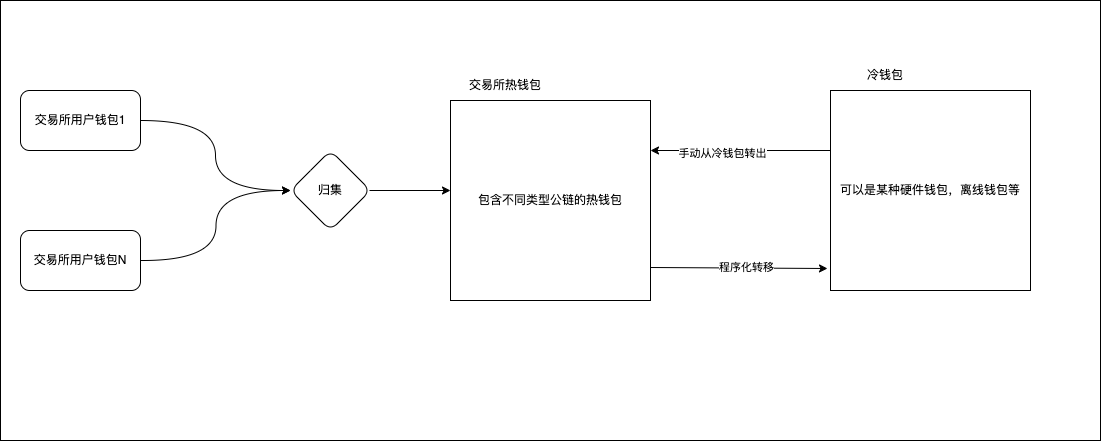 冷钱包
交易所热钱包
交易所用户钱包1
手动从冷钱包转出
归集
可以是某种硬件钱包，离线钱包等
包含不同类型公链的热钱包
交易所用户钱包N
程序化转移